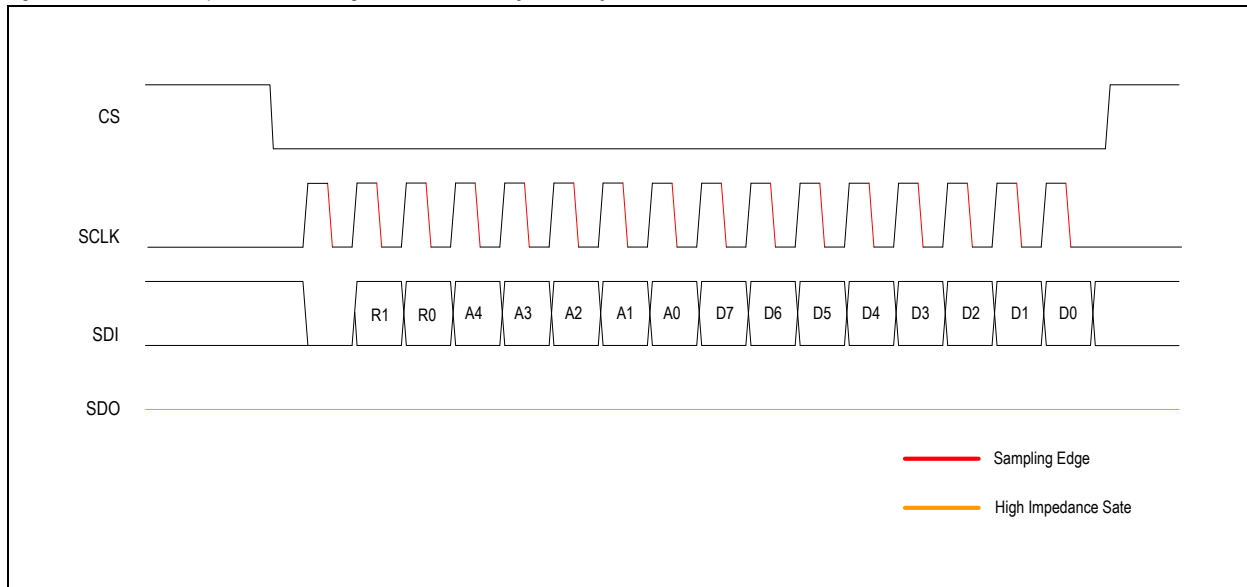 CS
SCLK
SDI
R1 R0 A4 A3 A2 A1 A0 D7 D6 D5 D4 D3 D2 D1 D0
SDO
Sampling Edge
High Impedance Sate